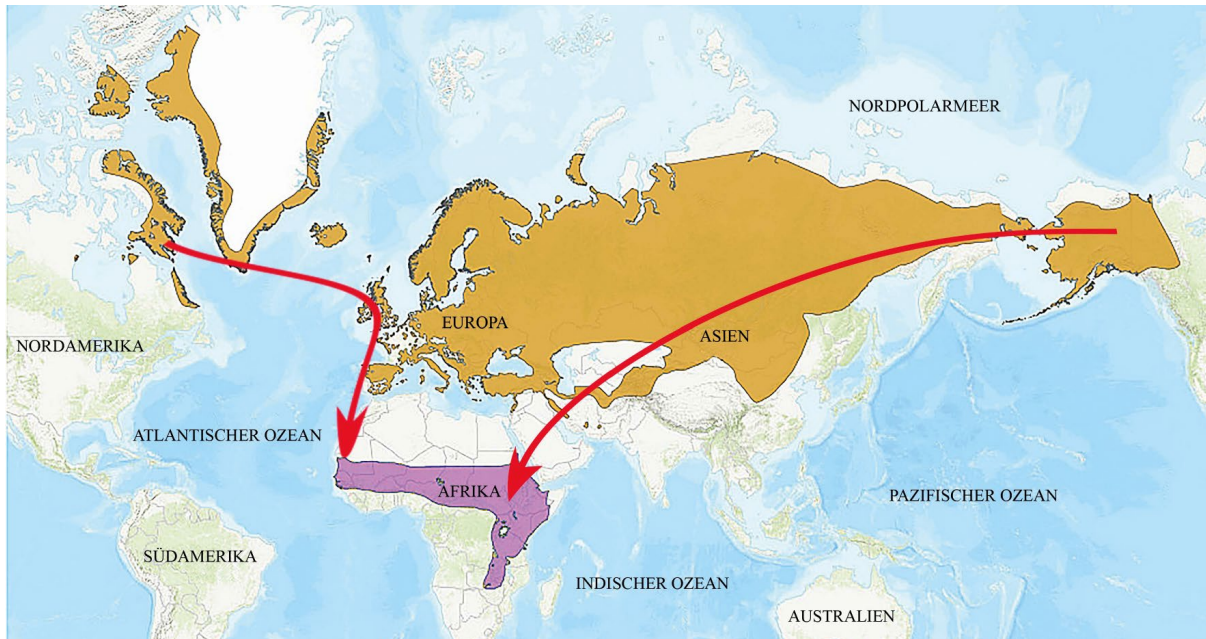 NORDPOLARMEER
EUROPA
ASIEN
NORDAMERIKA
ATLANTISCHER OZEAN
AFRIKA
PAZIFISCHER OZEAN
SÜDAMERIKA
INDISCHER OZEAN
AUSTRALIEN